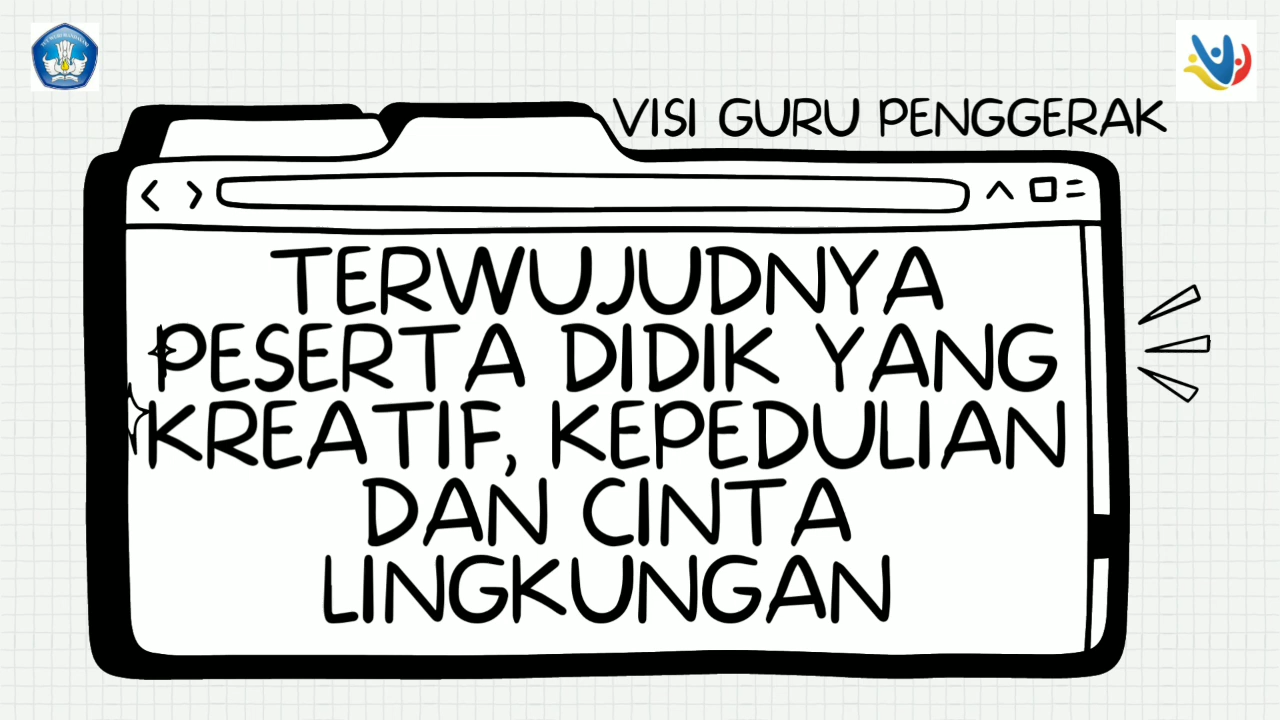 VISI GURU PENGGERAK
TERWUJUDNYA
PESERTA DIDIK YANG
KREATIF, KEPEDULIAN
DAN CINTA
LINGKUNGAN